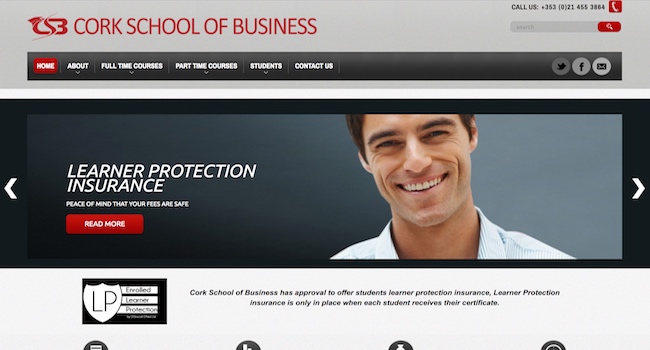 CALL US: +353 (0)21 455 3864
CSB CORK SCHOOL OF BUSINESS
search
HOME ABOUT FULL TIME COURSES PART TIME COURSES STUDENTS CONTACT US
LEARNER PROTECTION
INSURANCE
PEACE OF MIND THAT YOUR FEES ARE SAFE
READ MORE
LP
Enrolled
Learner
Protection
Cork School of Business has approval to offer students learner protection insurance, Learner Protection
insurance is only in place when each student receives their certificate.